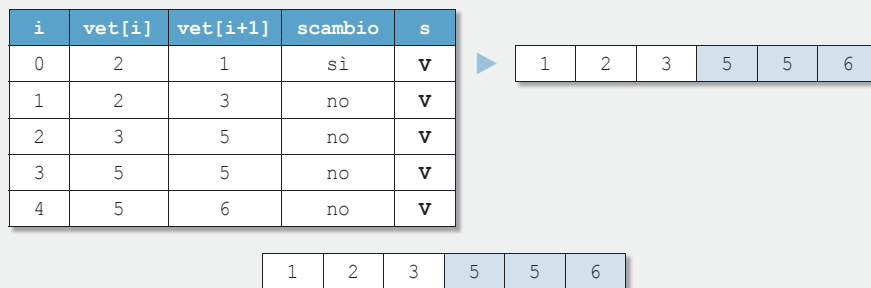 i vet[i] vet[i+1] scambio s
0 2 1 sì v
1 2 3 no v
2 3 5 no v
3 5 5 no v
4 5 6 no v
1 2 3 5 5 6
1 2 3 5 5 6